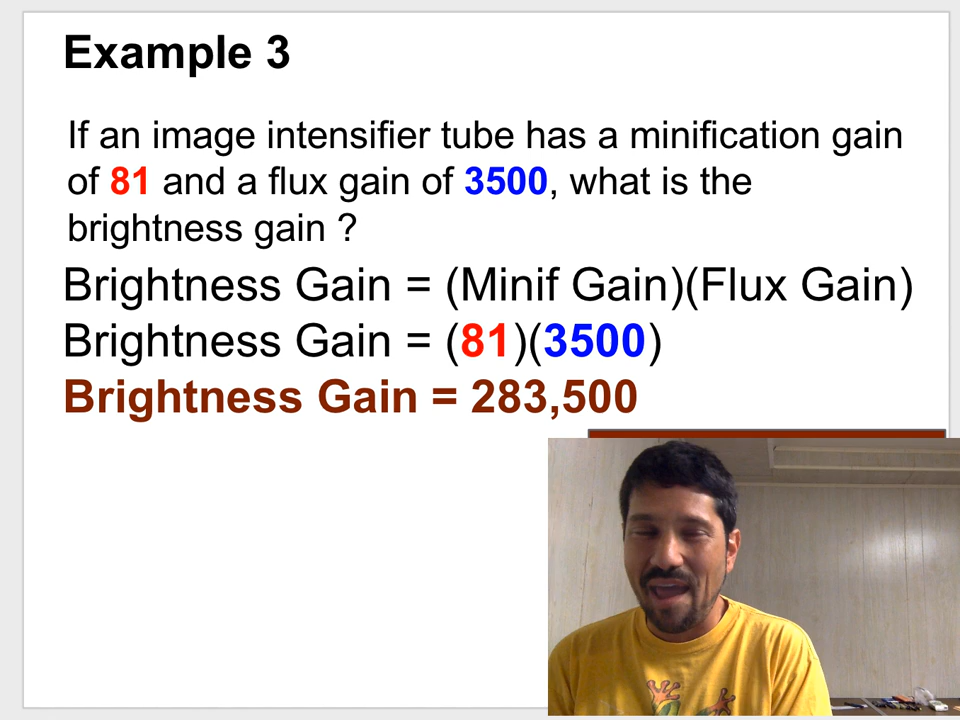 Example 3
If an image intensifier tube has a minification gain
of 81 and a flux gain of 3500, what is the
brightness gain ?
Brightness Gain = (Minif Gain)(Flux Gain)
Brightness Gain = (81)(3500)
Brightness Gain = 283,500